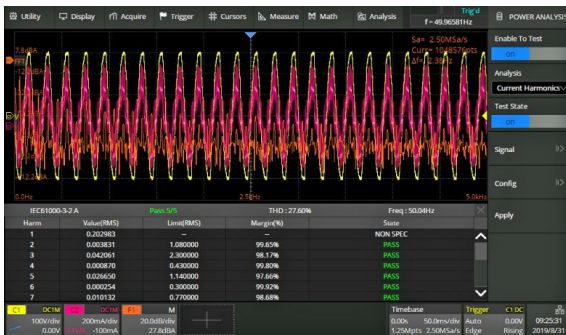 Utility Display Acquire Trigger Cursors Measure Math Analysis Trig'd f=49.96581Hz POWER ANALYSIS
Sa= 2.50MSa/s
Curr= 1048576pts
Δf= 2.38Hz
7.8dBA
FFT
0.0Hz 2.5kHz 5.0kHz
IEC61000-3-2 A Pass 5/5 THD : 27.60% Freq : 50.04Hz
Harm Value(RMS) Limit(RMS) Margin(%) State
1 0.202983 -- -- NON SPEC
2 0.003831 1.080000 99.65% PASS
3 0.042061 2.300000 98.17% PASS
4 0.000870 0.430000 99.80% PASS
5 0.026650 1.140000 97.66% PASS
6 0.000254 0.300000 99.92% PASS
7 0.010132 0.770000 98.68% PASS
Enable To Test
on
Analysis
Current Harmonics
Test State
on
Signal
Config
Apply
C1 DC1M
100V/div
0.00V
C2 DC1M
200mA/div
-100mA
F1 M
20.0dB/div
27.8dBA
Timebase
0.00s 50.0ms/div
1.25Mpts 2.50MSa/s
Trigger C1:DC
Auto 0.00V
Edge Rising
09:25:31
2019/8/31